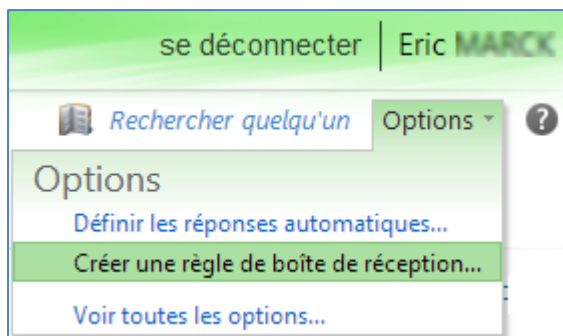 se déconnecter | Eric
Rechercher quelqu'un Options
Options
Définir les réponses automatiques...
Créer une règle de boîte de réception...
Voir toutes les options...